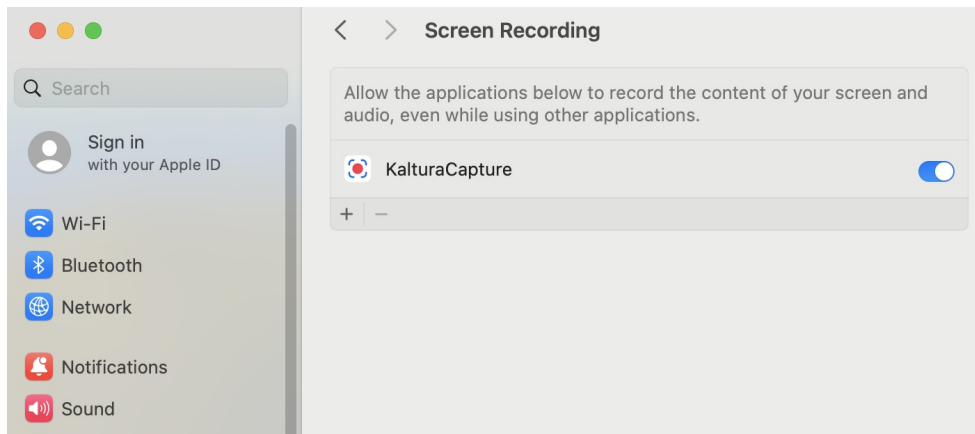 Screen Recording
Search
Sign in
with your Apple ID
Wi-Fi
Bluetooth
Network
Notifications
Sound
Allow the applications below to record the content of your screen and
audio, even while using other applications.
KalturaCapture